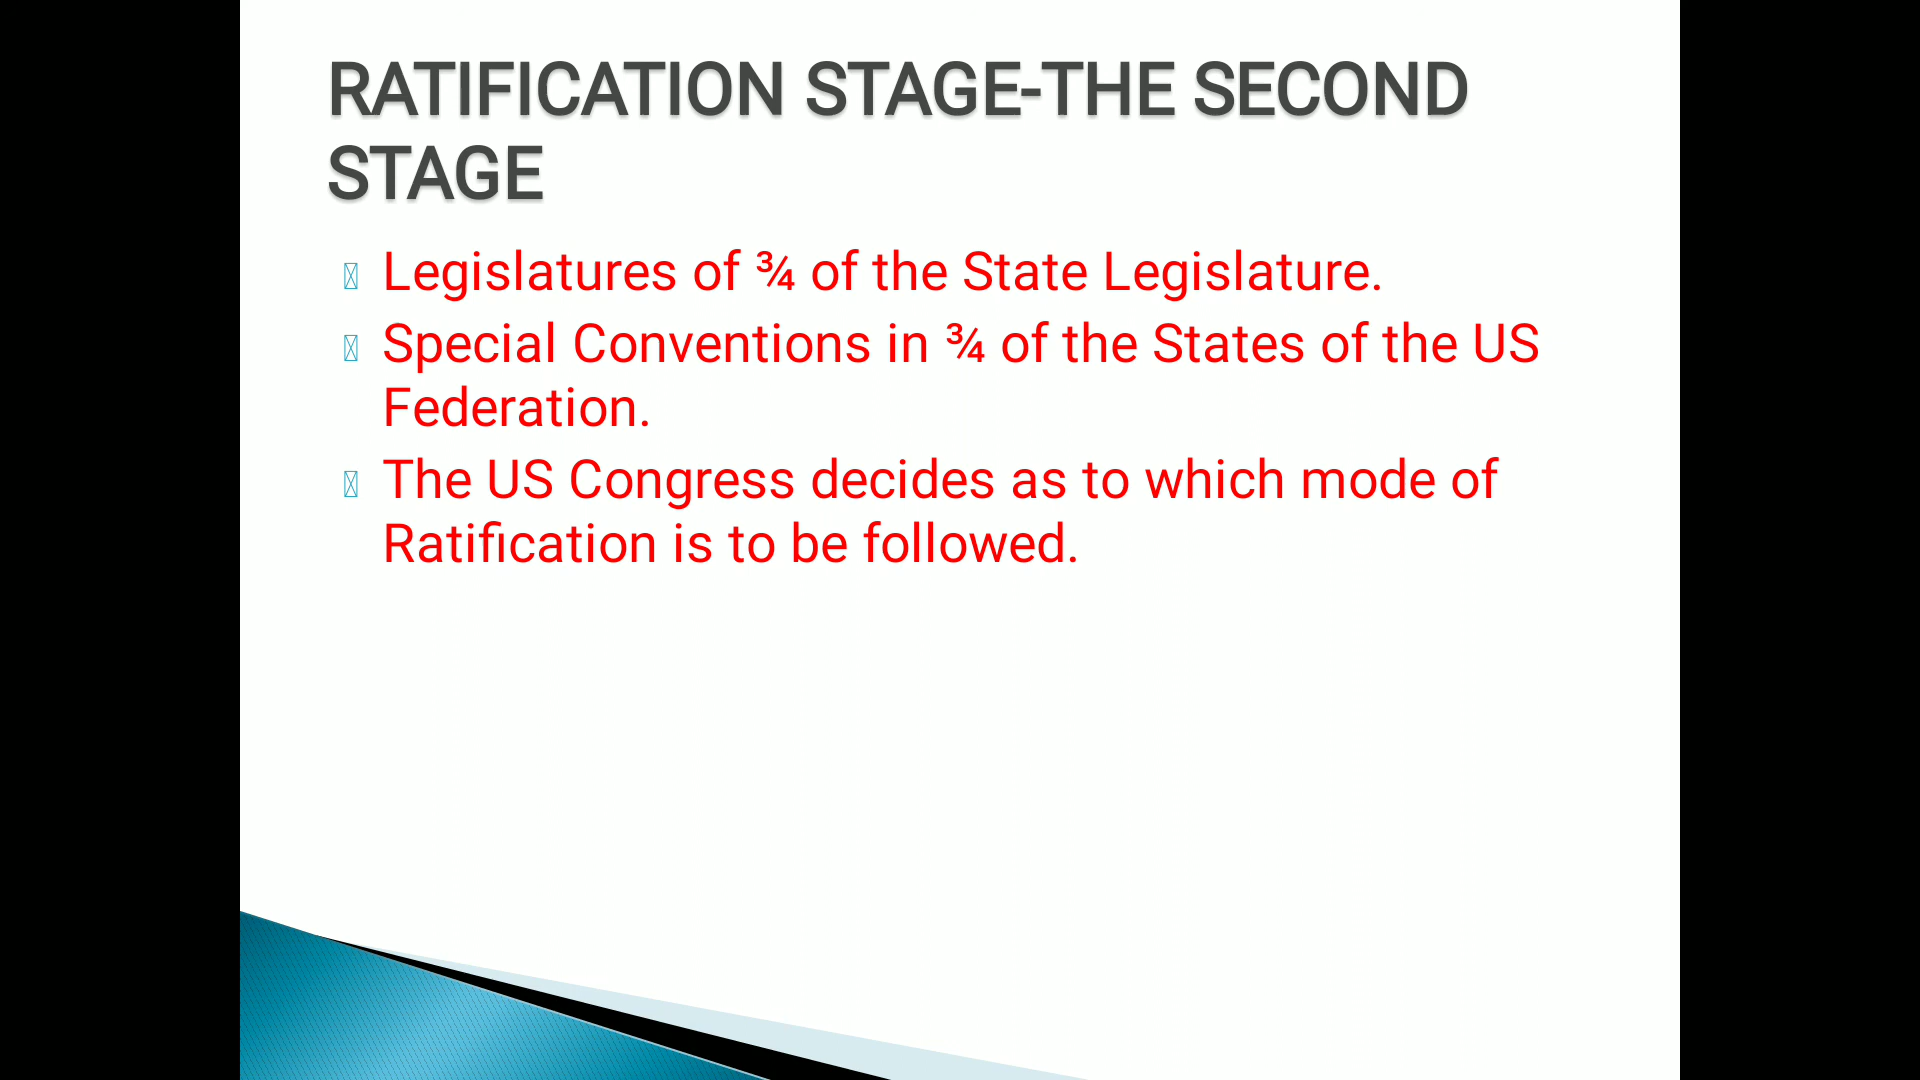 RATIFICATION STAGE-THE SECOND
STAGE
Legislatures of ¾ of the State Legislature.
Special Conventions in ¾ of the States of the US
Federation.
The US Congress decides as to which mode of
Ratification is to be followed.